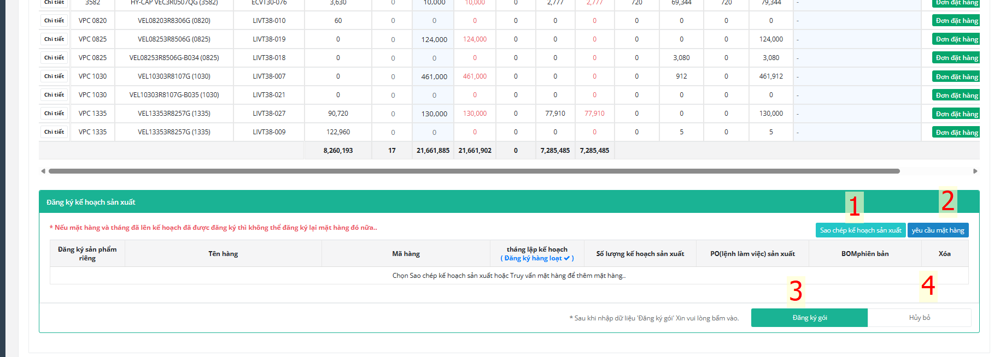 Chi tiết 3582 HY-CAP VEC3R0507QG (3582) ECVT30-076 3,630 0 10,000 10,000 0 2,777 2,777 720 69,344 720 79,344 - Đơn đặt hàng
Chi tiết VPC 0820 VEL08203R8306G (0820) LIVT38-010 60 0 0 0 0 0 0 0 0 0 0 - Đơn đặt hàng
Chi tiết VPC 0825 VEL08253R8506G (0825) LIVT38-019 0 0 124,000 124,000 0 0 0 0 0 0 124,000 - Đơn đặt hàng
Chi tiết VPC 0825 VEL08253R8506G-B034 (0825) LIVT38-018 0 0 0 0 0 0 0 0 3,080 0 3,080 - Đơn đặt hàng
Chi tiết VPC 1030 VEL10303R8107G (1030) LIVT38-007 0 0 461,000 461,000 0 0 0 0 912 0 461,912 - Đơn đặt hàng
Chi tiết VPC 1030 VEL10303R8107G-B035 (1030) LIVT38-021 0 0 0 0 0 0 0 0 0 0 0 - Đơn đặt hàng
Chi tiết VPC 1335 VEL13353R8257G (1335) LIVT38-027 90,720 0 130,000 130,000 0 77,910 77,910 0 0 0 130,000 - Đơn đặt hàng
Chi tiết VPC 1335 VEL13353R8257G (1335) LIVT38-009 122,960 0 0 0 0 0 0 0 5 0 5 - Đơn đặt hàng
8,260,193 17 21,661,885 21,661,902 0 7,285,485 7,285,485
Đăng ký kế hoạch sản xuất
1 2
* Nếu mặt hàng và tháng đã lên kế hoạch đã được đăng ký thì không thể đăng ký lại mặt hàng đó nữa..
Sao chép kế hoạch sản xuất yêu cầu mặt hàng
Đăng ký sản phẩm riêng Tên hàng Mã hàng tháng lập kế hoạch ( Đăng ký hàng loạt ✔ ) Số lượng kế hoạch sản xuất PO(lệnh làm việc) sản xuất BOMphiên bản Xóa
Chọn Sao chép kế hoạch sản xuất hoặc Truy vấn mặt hàng để thêm mặt hàng..
3 4
* Sau khi nhập dữ liệu 'Đăng ký gói' Xin vui lòng bấm vào. Đăng ký gói Hủy bỏ